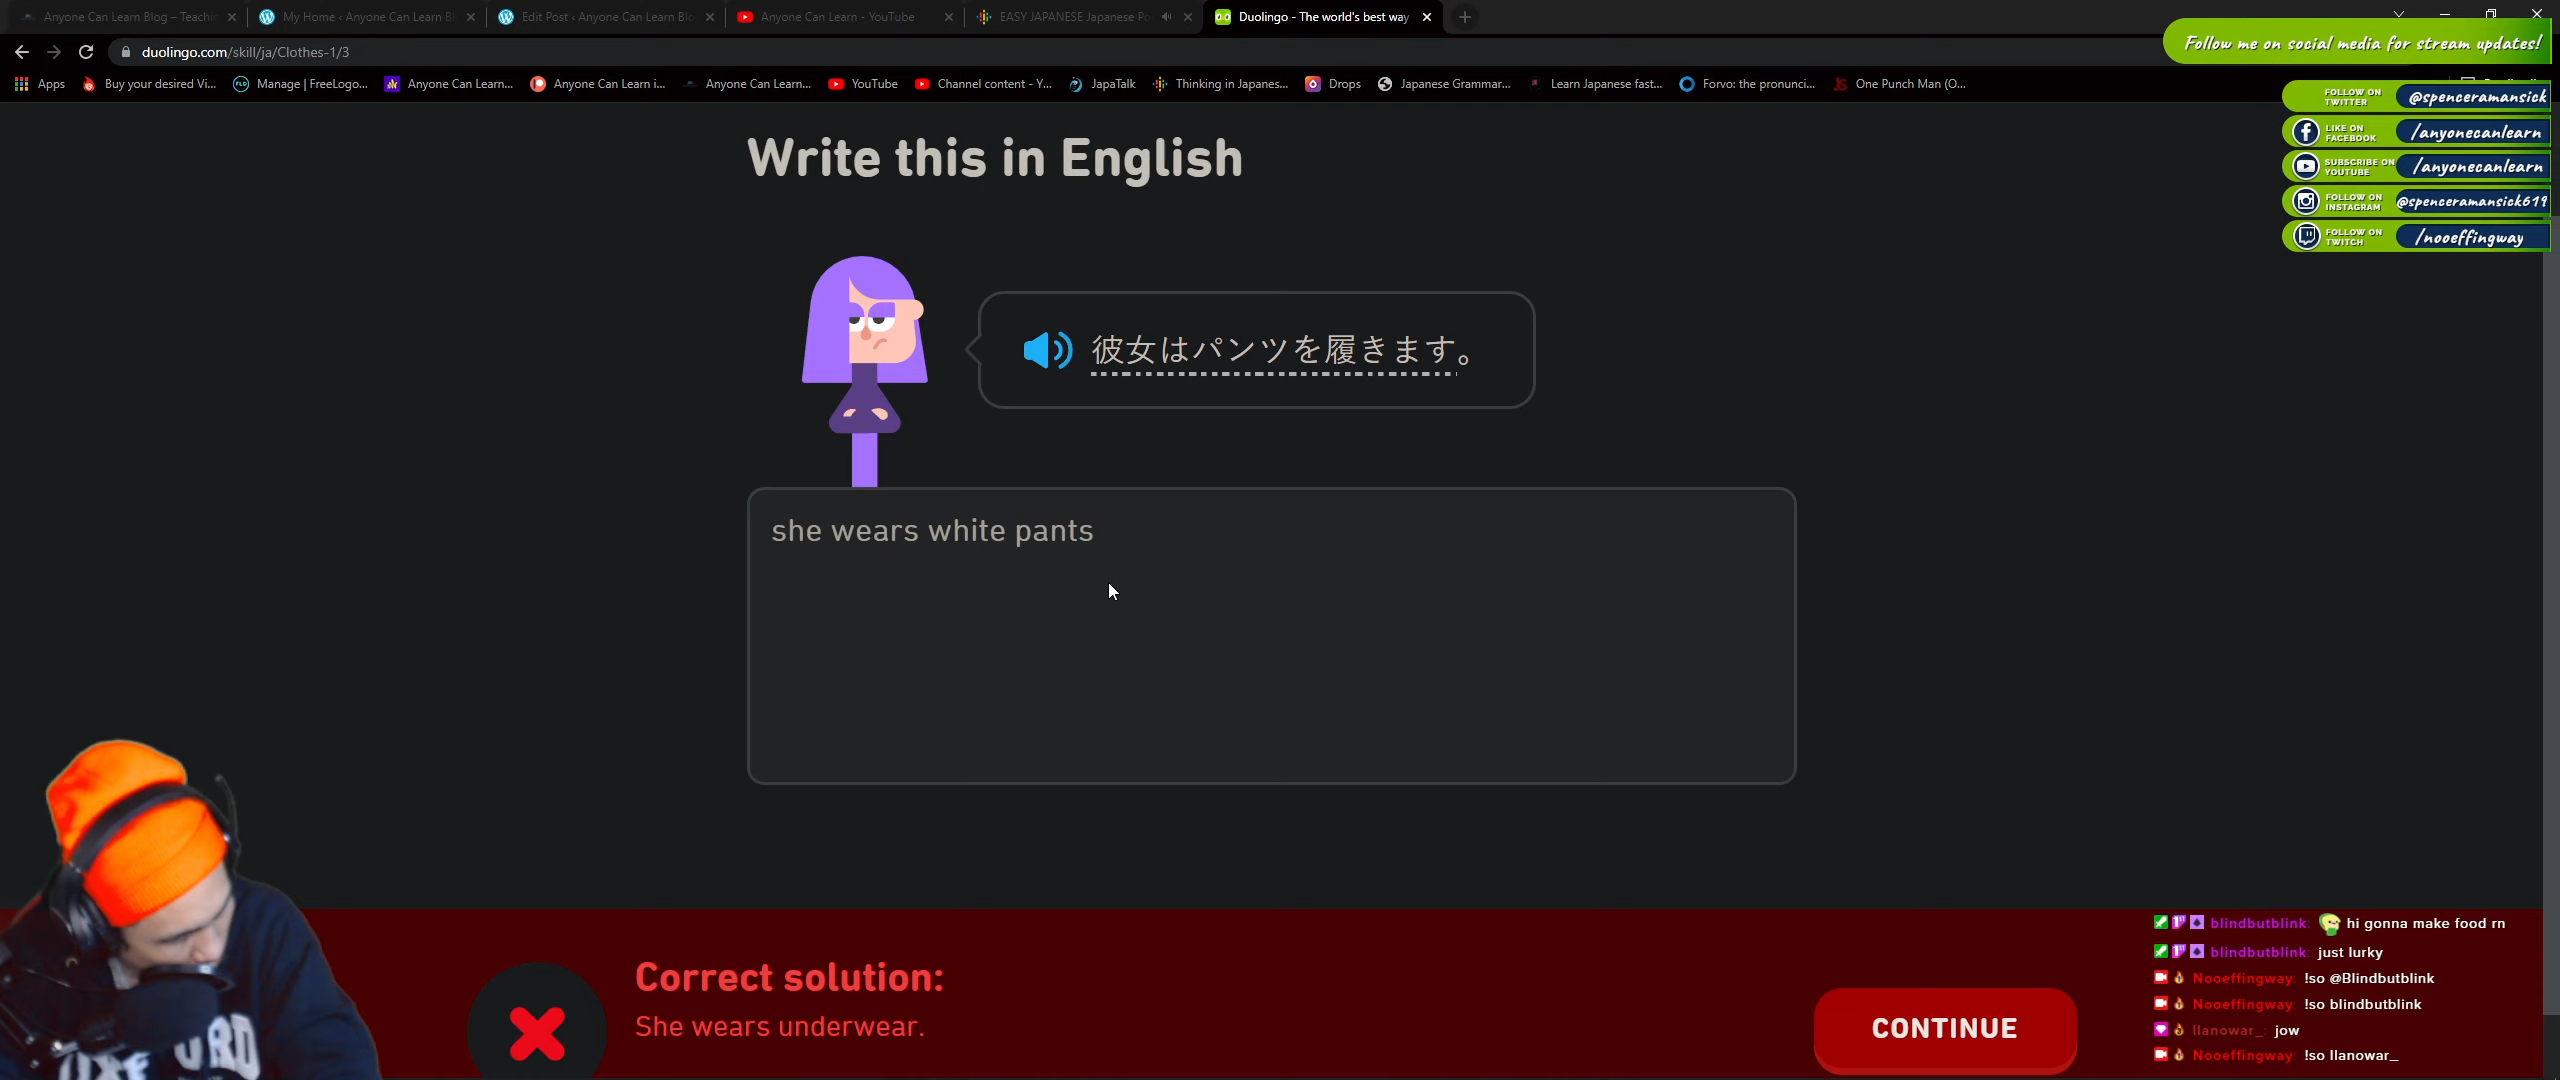 Anyone Can Learn Blog – Teachin
My Home ‹ Anyone Can Learn Bl
Edit Post ‹ Anyone Can Learn Blo
Anyone Can Learn - YouTube
EASY JAPANESE Japanese Po
Duolingo - The world's best way
duolingo.com/skill/ja/Clothes-1/3
Follow me on social media for stream updates!
Apps
Buy your desired Vi...
Manage | FreeLogo...
Anyone Can Learn...
Anyone Can Learn i...
Anyone Can Learn...
YouTube
Channel content - Y...
JapaTalk
Thinking in Japanes...
Drops
Japanese Grammar...
Learn Japanese fast...
Forvo: the pronunci...
One Punch Man (O...
FOLLOW ON
TWITTER
@spenceramansick
LIKE ON
FACEBOOK
/anyonecanlearn
SUBSCRIBE ON
YOUTUBE
/anyonecanlearn
FOLLOW ON
INSTAGRAM
@spenceramansick619
FOLLOW ON
TWITCH
/nooeffingway
Write this in English
彼女はパンツを履きます。
she wears white pants
Correct solution:
She wears underwear.
CONTINUE
blindbutblink: hi gonna make food rn
blindbutblink: just lurky
Nooeffingway: !so @Blindbutblink
Nooeffingway: !so blindbutblink
llanowar_: jow
Nooeffingway: !so llanowar_